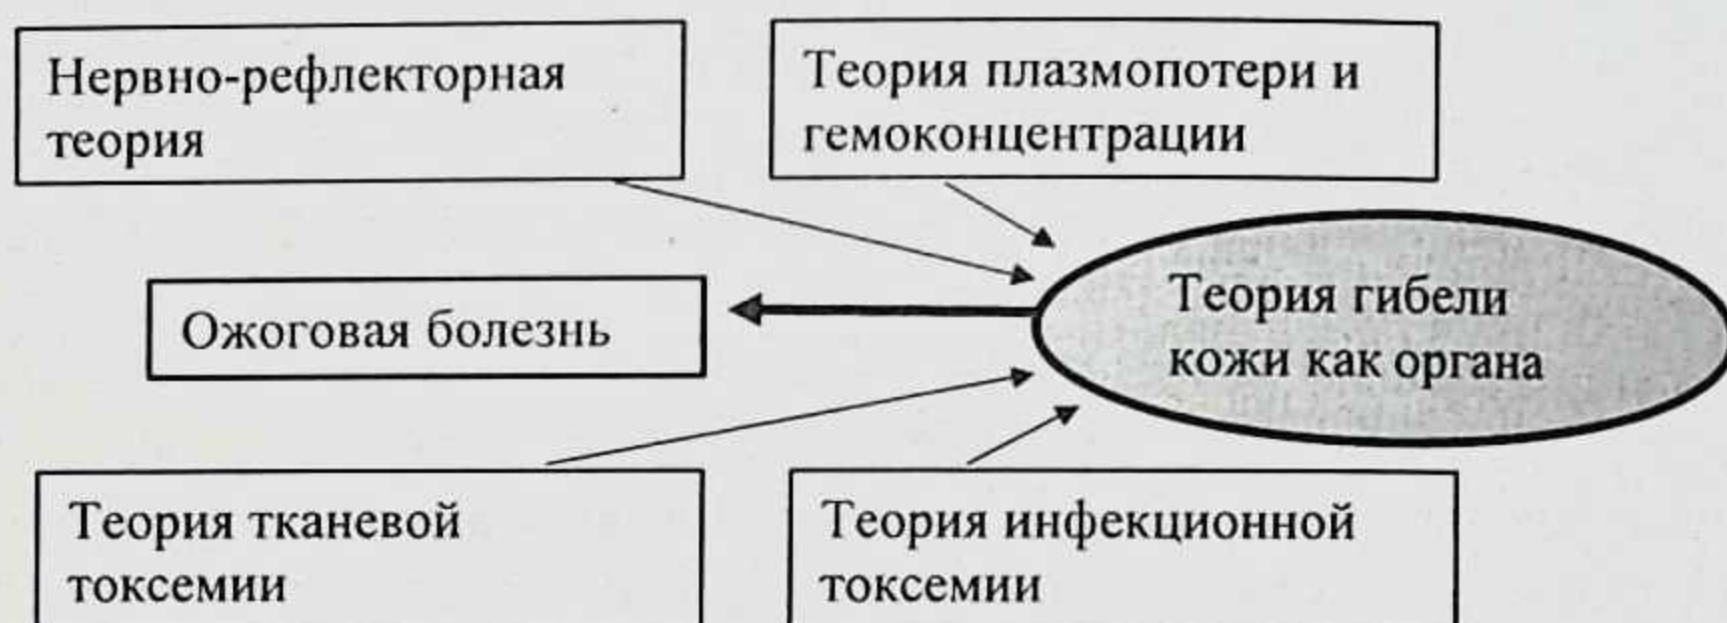 Нервно-рефлекторная
теория
Теория плазмопотери и
гемоконцентрации
Ожоговая болезнь
Теория гибели
кожи как органа
Теория тканевой
токсемии
Теория инфекционной
токсемии